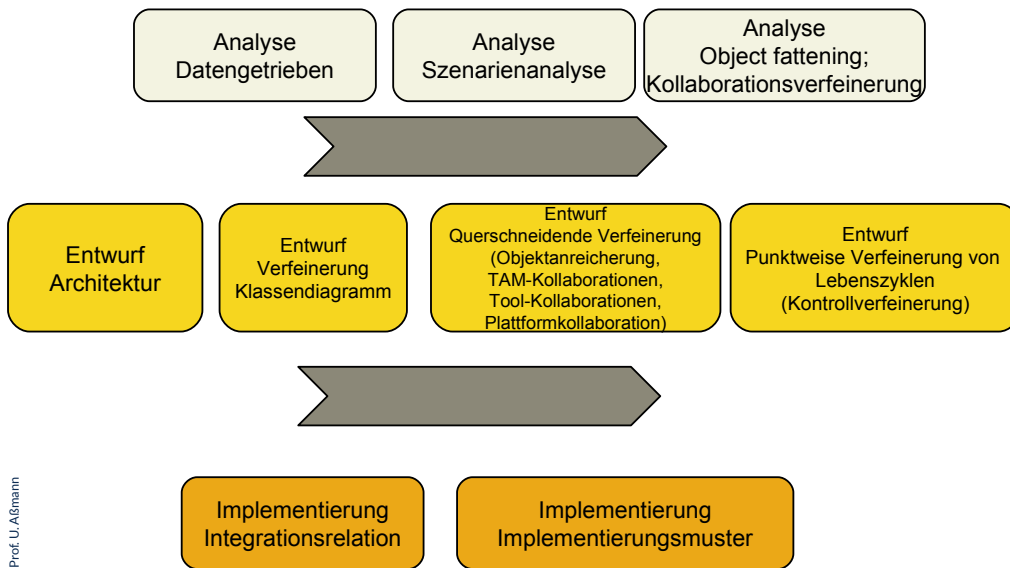 Analyse
Datengetrieben
Analyse
Szenarienanalyse
Analyse
Object fattening;
Kollaborationsverfeinerung
Entwurf
Architektur
Entwurf
Verfeinerung
Klassendiagramm
Entwurf
Querschneidende Verfeinerung
(Objektanreicherung,
TAM-Kollaborationen,
Tool-Kollaborationen,
Plattformkollaboration)
Entwurf
Punktweise Verfeinerung von
Lebenszyklen
(Kontrollverfeinerung)
Implementierung
Integrationsrelation
Implementierung
Implementierungsmuster
Prof. U. Aßmann